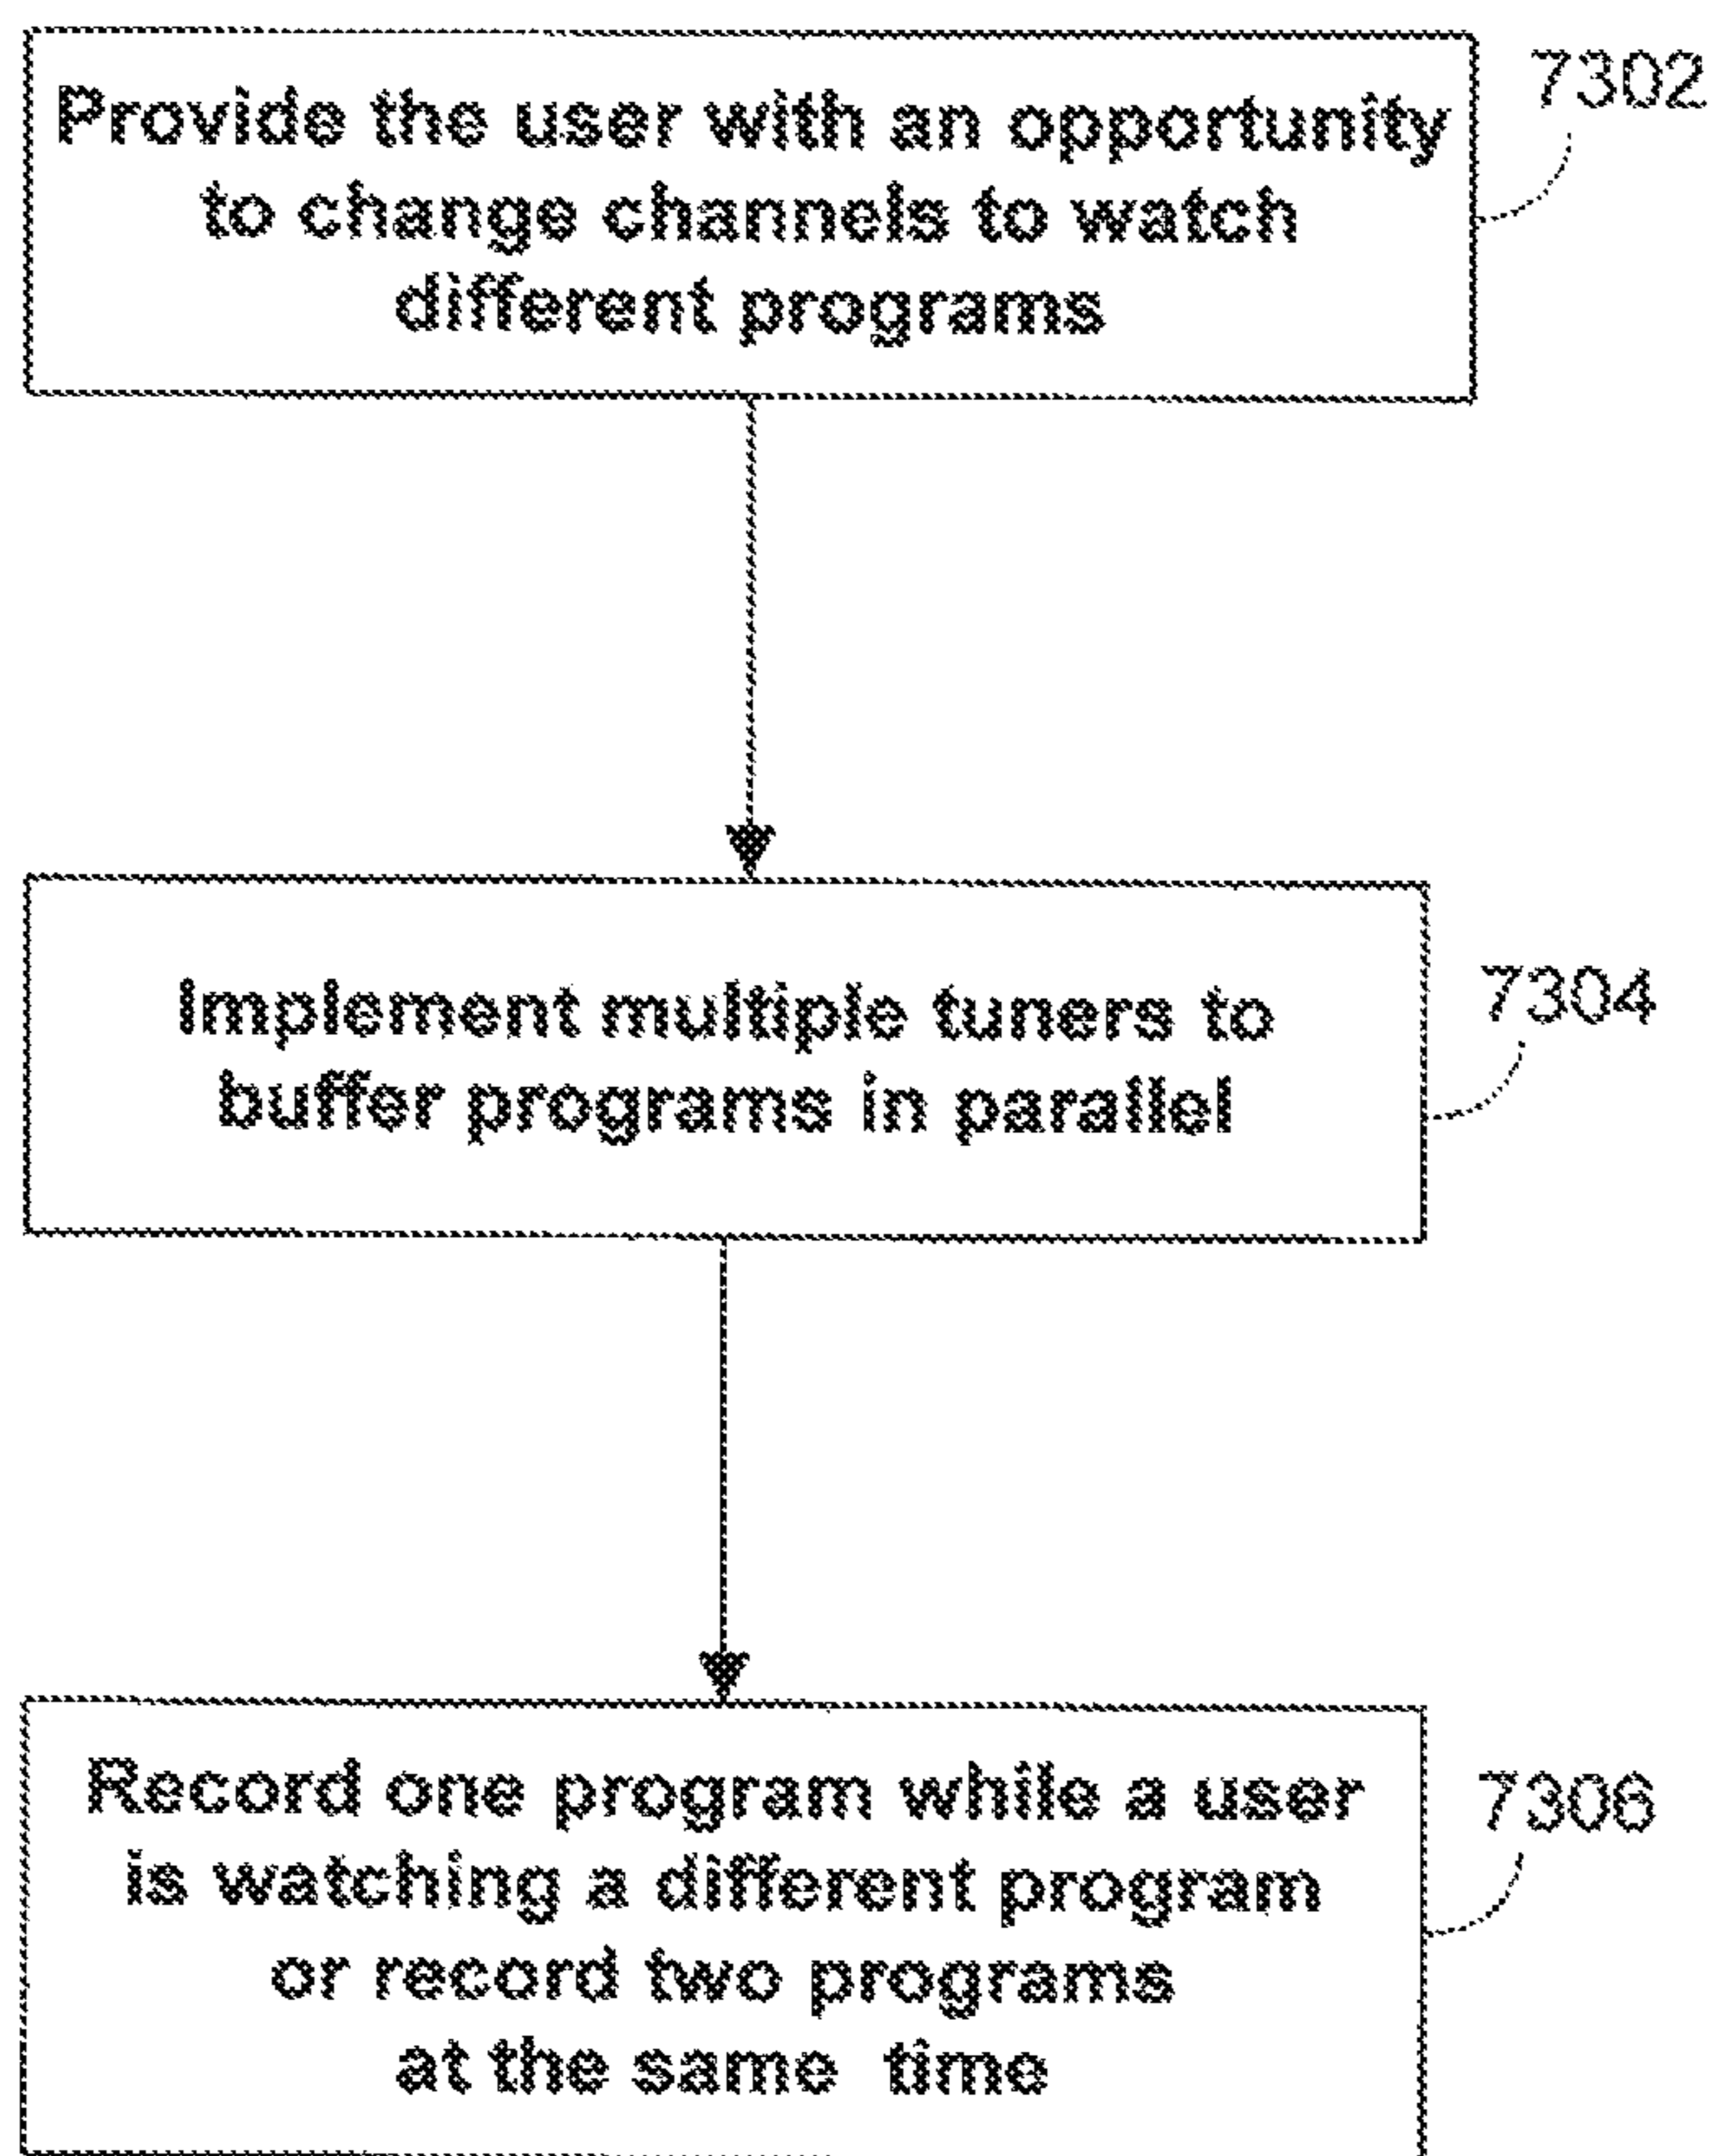 Provide the user with an opportunity
to change channels to watch
different programs
7302
Implement multiple tuners to
buffer programs in parallel
7304
Record one program while a user
is watching a different program
or record two programs
at the same time
7306